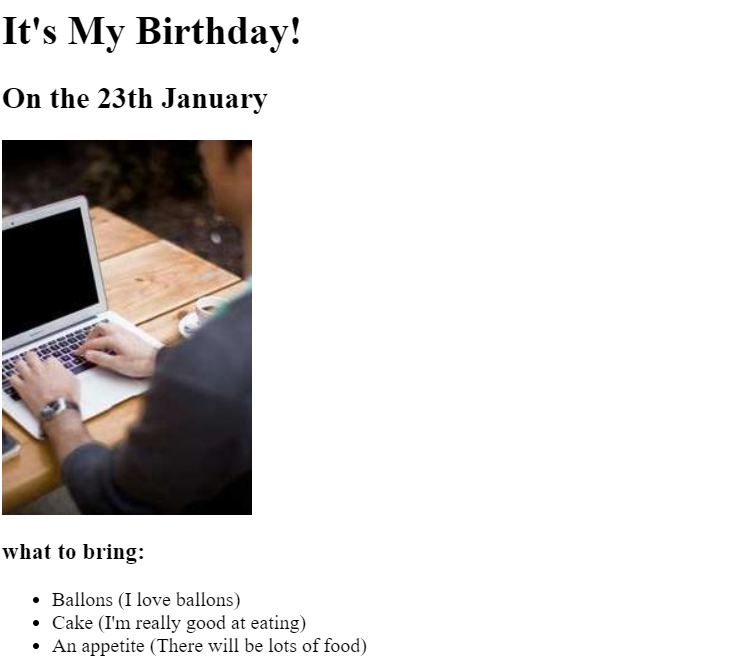 It's My Birthday!
On the 23th January
what to bring:
Ballons (I love ballons)
Cake (I'm really good at eating)
An appetite (There will be lots of food)